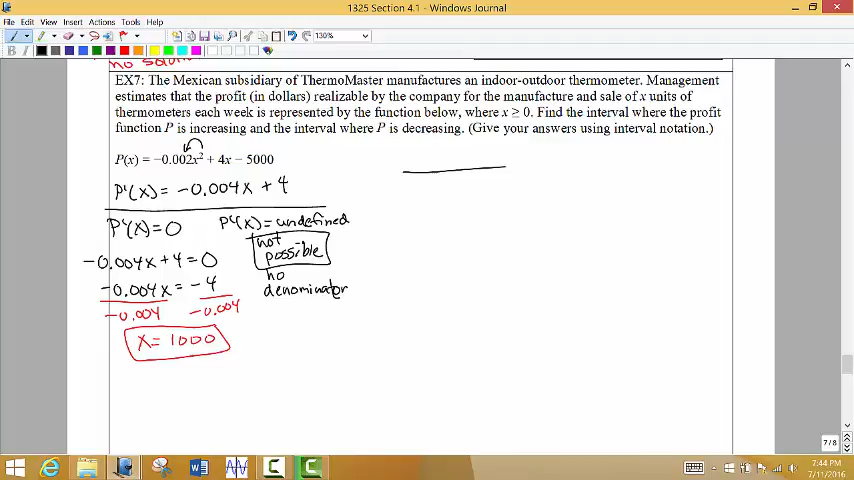 1325 Section 4.1 - Windows Journal
File Edit View Insert Actions Tools Help
130%
B I
no solution
EX7: The Mexican subsidiary of ThermoMaster manufactures an indoor-outdoor thermometer. Management
estimates that the profit (in dollars) realizable by the company for the manufacture and sale of x units of
thermometers each week is represented by the function below, where x ≥ 0. Find the interval where the profit
function P is increasing and the interval where P is decreasing. (Give your answers using interval notation.)
P(x) = −0.002x² + 4x − 5000
P'(x) = -0.004x + 4
P'(x) = 0 P'(x) = undefined
not
possible
-0.004x + 4 = 0
no
-0.004x = -4
denominator
-0.004 -0.004
x = 1000
7 / 8
7:44 PM
7/11/2016